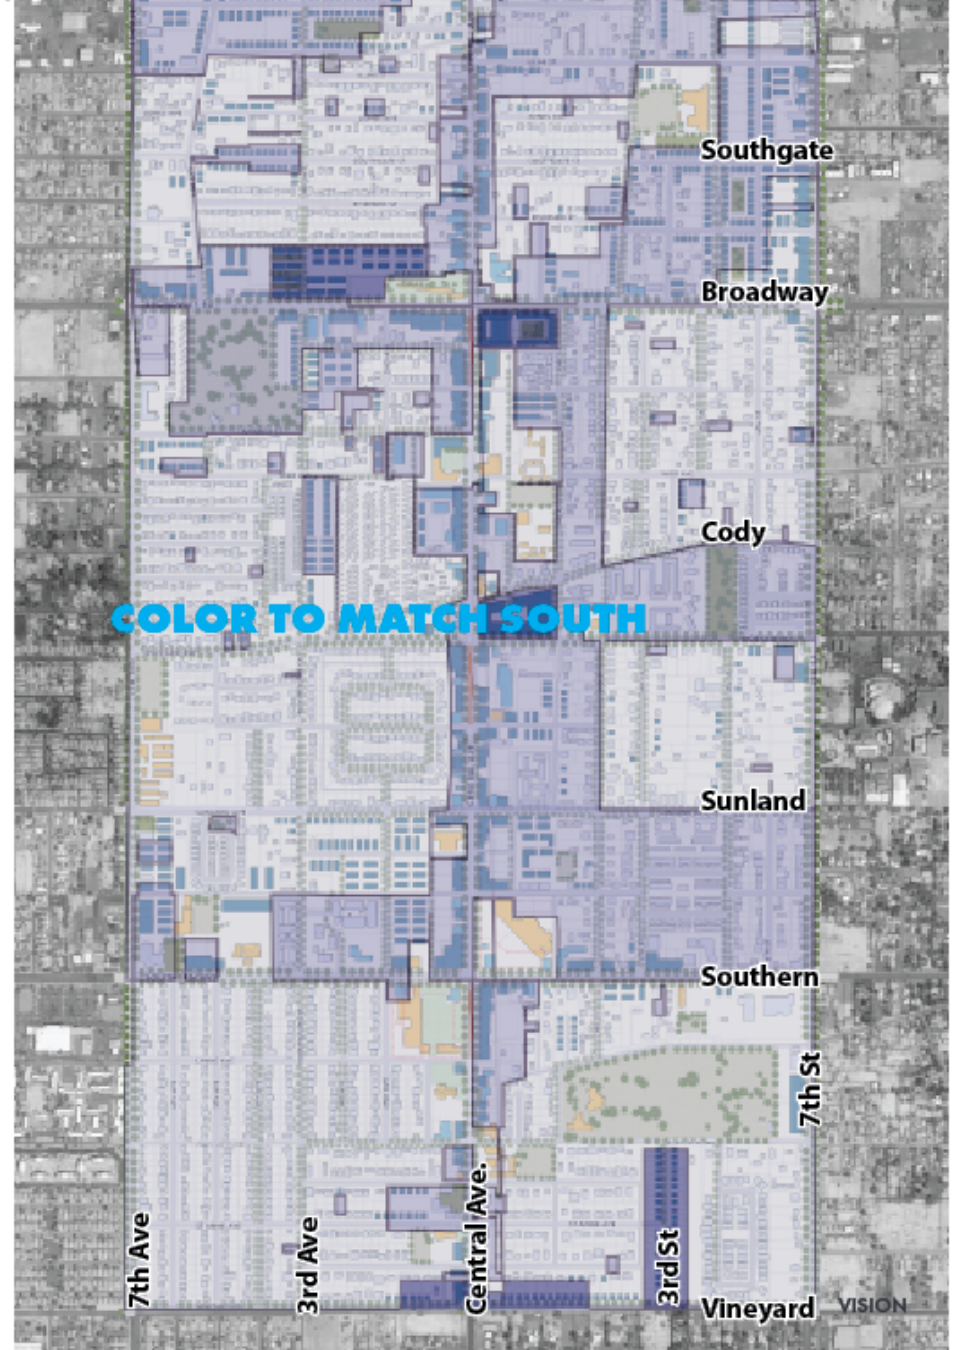 Southgate
Broadway
Cody
COLOR TO MATCH SOUTH
Sunland
Southern
7th St
7th Ave
3rd Ave
Central Ave.
3rd St
Vineyard
VISION